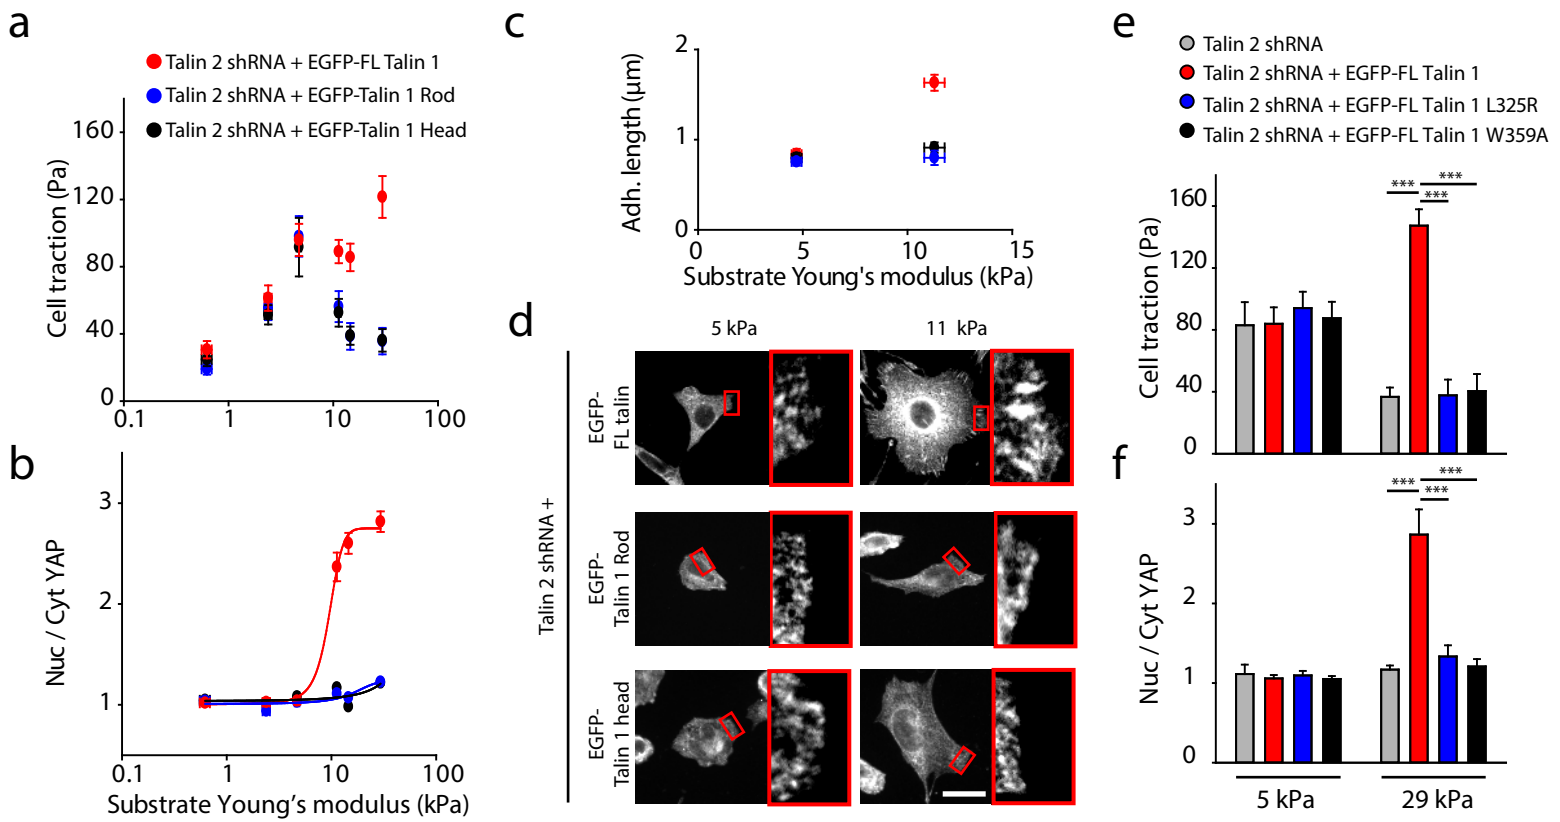 a
Talin 2 shRNA + EGFP-FL Talin 1
Talin 2 shRNA + EGFP-Talin 1 Rod
Talin 2 shRNA + EGFP-Talin 1 Head
Cell traction (Pa)
160
120
80
40
0
0.1 1 10 100
b
Nuc / Cyt YAP
3
2
1
0.1 1 10 100
Substrate Young's modulus (kPa)
c
Adh. length (μm)
2
1
0
0 5 10 15
Substrate Young's modulus (kPa)
d
5 kPa 11 kPa
Talin 2 shRNA +
EGFP-
FL talin
EGFP-
Talin 1 Rod
EGFP-
Talin 1 head
e
Talin 2 shRNA
Talin 2 shRNA + EGFP-FL Talin 1
Talin 2 shRNA + EGFP-FL Talin 1 L325R
Talin 2 shRNA + EGFP-FL Talin 1 W359A
Cell traction (Pa)
160
120
80
40
0
*** ***
***
f
Nuc / Cyt YAP
3
2
1
0
*** ***
***
5 kPa 29 kPa